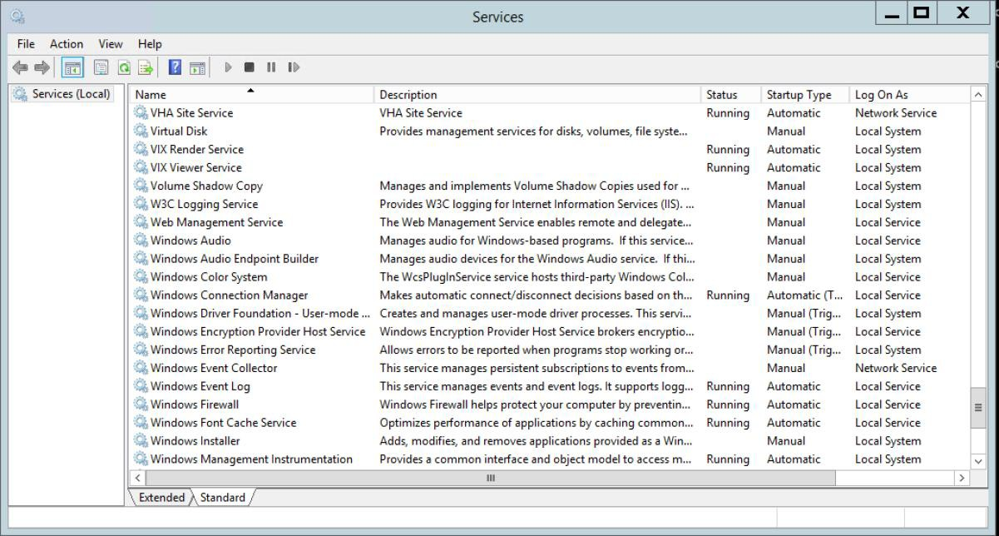 Services
File Action View Help
Services (Local)
Name Description Status Startup Type Log On As
VHA Site Service VHA Site Service Running Automatic Network Service
Virtual Disk Provides management services for disks, volumes, file syste... Manual Local System
VIX Render Service Running Automatic Local System
VIX Viewer Service Running Automatic Local System
Volume Shadow Copy Manages and implements Volume Shadow Copies used for ... Manual Local System
W3C Logging Service Provides W3C logging for Internet Information Services (IIS). ... Manual Local System
Web Management Service The Web Management Service enables remote and delegate... Manual Local Service
Windows Audio Manages audio for Windows-based programs. If this service... Manual Local Service
Windows Audio Endpoint Builder Manages audio devices for the Windows Audio service. If thi... Manual Local System
Windows Color System The WcsPlugInService service hosts third-party Windows Col... Manual Local Service
Windows Connection Manager Makes automatic connect/disconnect decisions based on th... Running Automatic (T... Local Service
Windows Driver Foundation - User-mode ... Creates and manages user-mode driver processes. This servi... Manual (Trig... Local System
Windows Encryption Provider Host Service Windows Encryption Provider Host Service brokers encryptio... Manual (Trig... Local Service
Windows Error Reporting Service Allows errors to be reported when programs stop working or... Manual (Trig... Local System
Windows Event Collector This service manages persistent subscriptions to events from... Manual Network Service
Windows Event Log This service manages events and event logs. It supports logg... Running Automatic Local Service
Windows Firewall Windows Firewall helps protect your computer by preventin... Running Automatic Local Service
Windows Font Cache Service Optimizes performance of applications by caching common... Running Automatic Local Service
Windows Installer Adds, modifies, and removes applications provided as a Win... Manual Local System
Windows Management Instrumentation Provides a common interface and object model to access m... Running Automatic Local System
Extended Standard